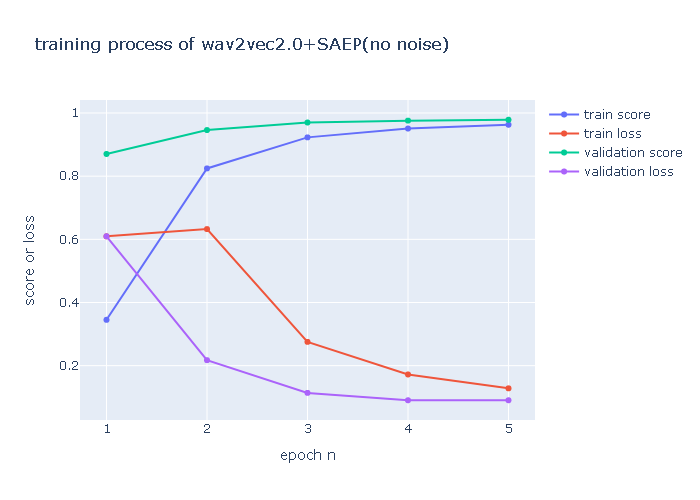 training process of wav2vec2.0+SAEP(no noise)
1
0.8
0.6
0.4
0.2
score or loss
1 2 3 4 5
epoch n
train score
train loss
validation score
validation loss